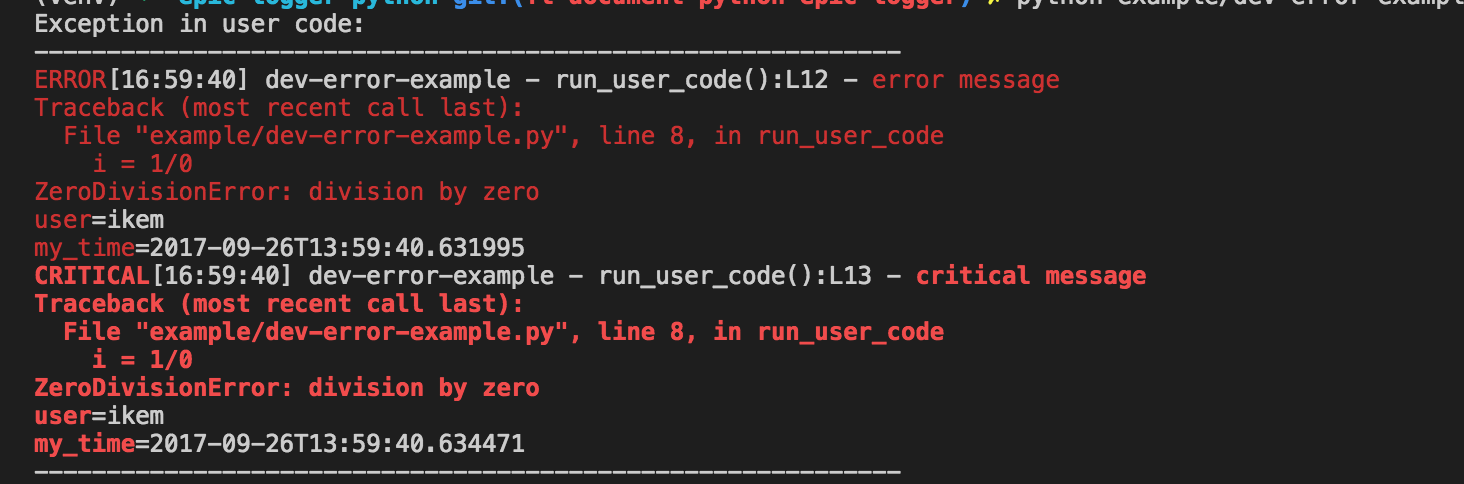 Exception in user code:
------------------------------------------------------------
ERROR[16:59:40] dev-error-example - run_user_code():L12 - error message
Traceback (most recent call last):
  File "example/dev-error-example.py", line 8, in run_user_code
    i = 1/0
ZeroDivisionError: division by zero
user=ikem
my_time=2017-09-26T13:59:40.631995
CRITICAL[16:59:40] dev-error-example - run_user_code():L13 - critical message
Traceback (most recent call last):
  File "example/dev-error-example.py", line 8, in run_user_code
    i = 1/0
ZeroDivisionError: division by zero
user=ikem
my_time=2017-09-26T13:59:40.634471
------------------------------------------------------------